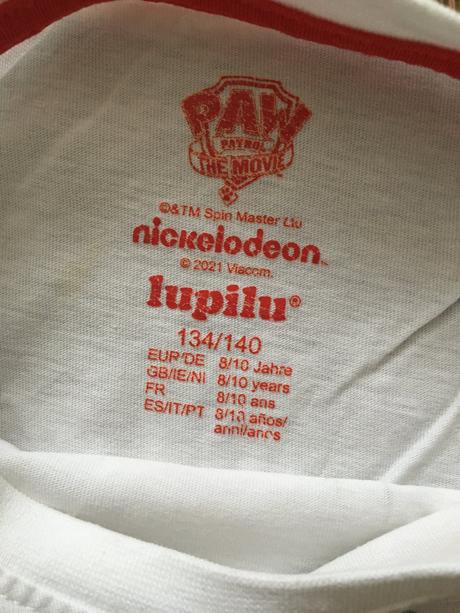 PAW
PATROL
THE MOVIE
©&TM Spin Master Ltd
nickelodeon
© 2021 Viacom.
lupilu®
134/140
EUR/DE 8/10 Jahre
GB/IE/NI 8/10 years
FR 8/10 ans
ES/IT/PT 8/10 años/
anni/anos